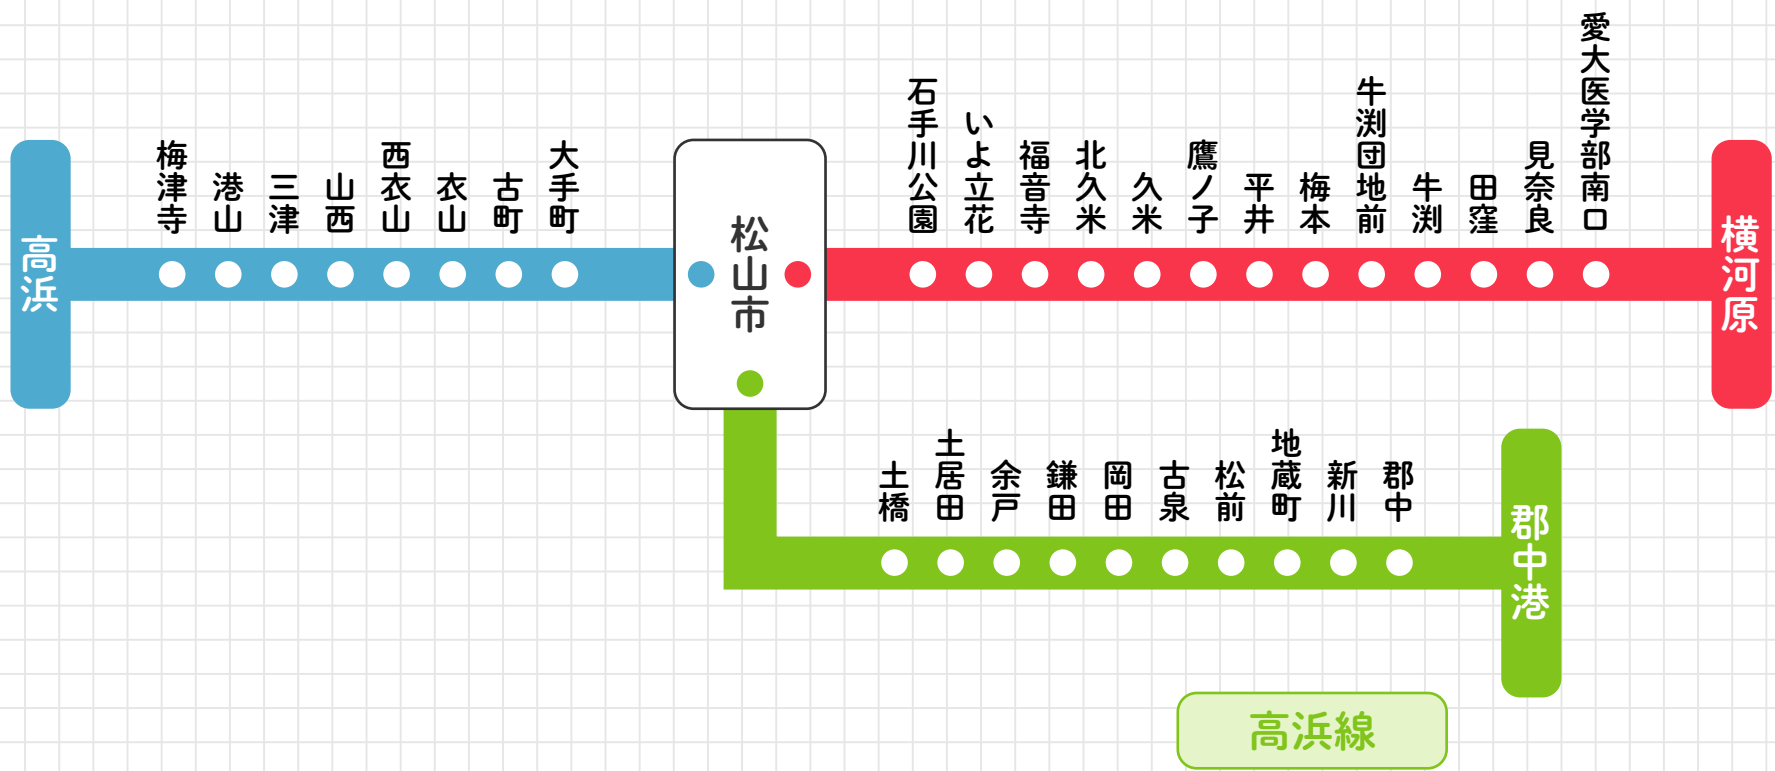 高浜
梅津寺
港山
三津
山西
西衣山
衣山
古町
大手町
松山市
石手川公園
いよ立花
福音寺
北久米
久米
鷹ノ子
平井
梅本
牛渕団地前
牛渕
田窪
見奈良
愛大医学部南口
横河原
土橋
土居田
余戸
鎌田
岡田
古泉
松前
地蔵町
新川
郡中
郡中港
高浜線